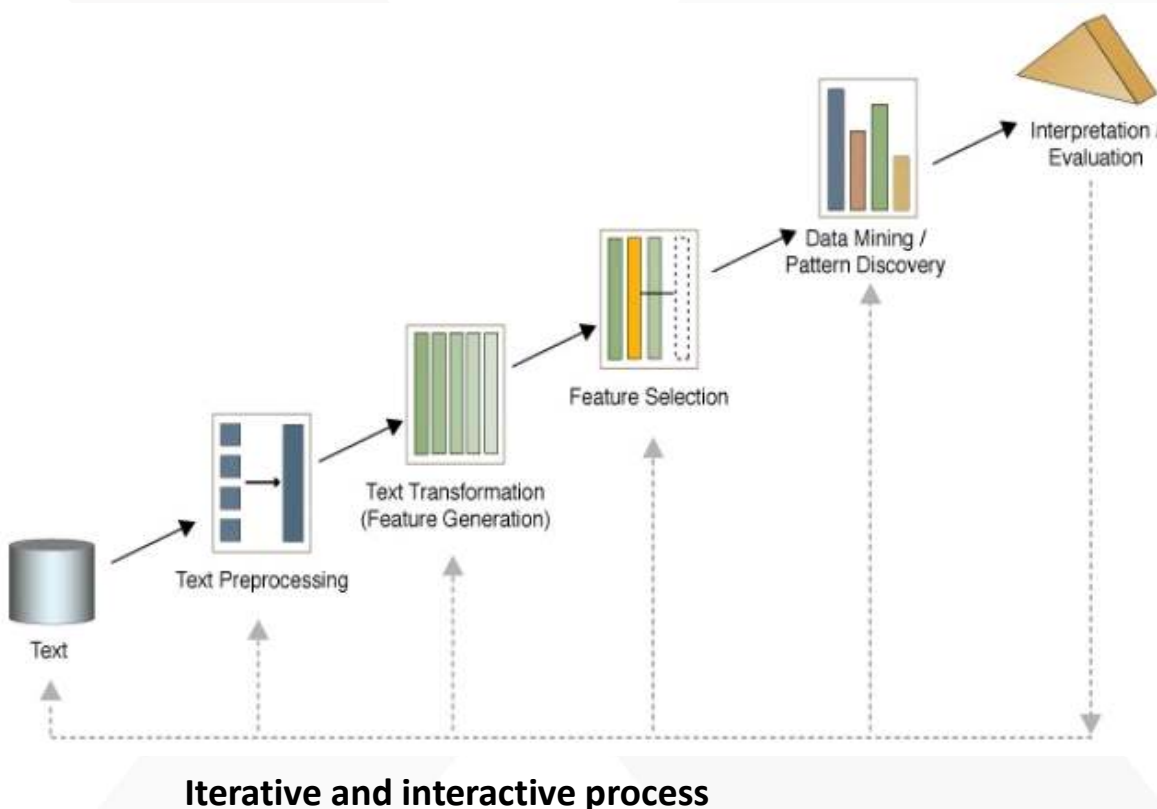 Interpretation /
Evaluation
Data Mining /
Pattern Discovery
Feature Selection
Text Transformation
(Feature Generation)
Text Preprocessing
Text
Iterative and interactive process